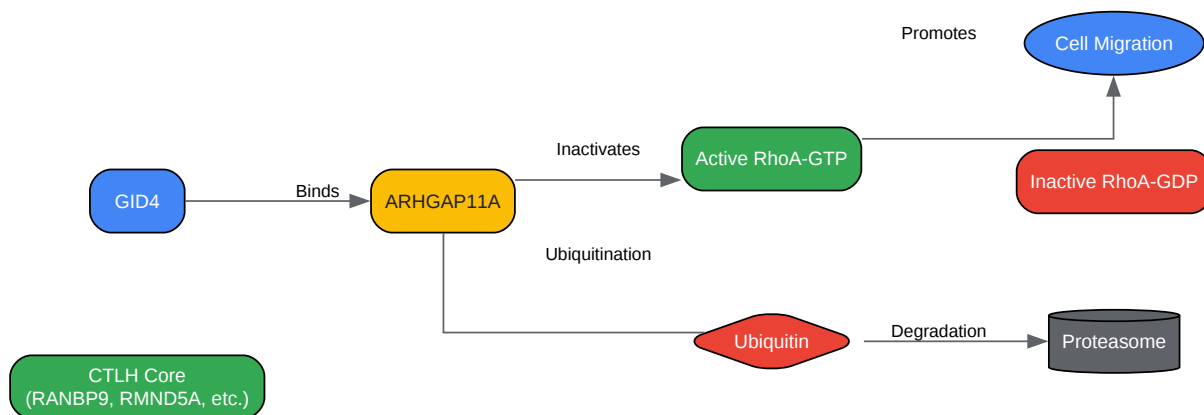 Promotes
Cell Migration
Inactivates
Active RhoA-GTP
Inactive RhoA-GDP
GID4
Binds
ARHGAP11A
Ubiquitination
Ubiquitin
Degradation
Proteasome
CTLH Core
(RANBP9, RMND5A, etc.)